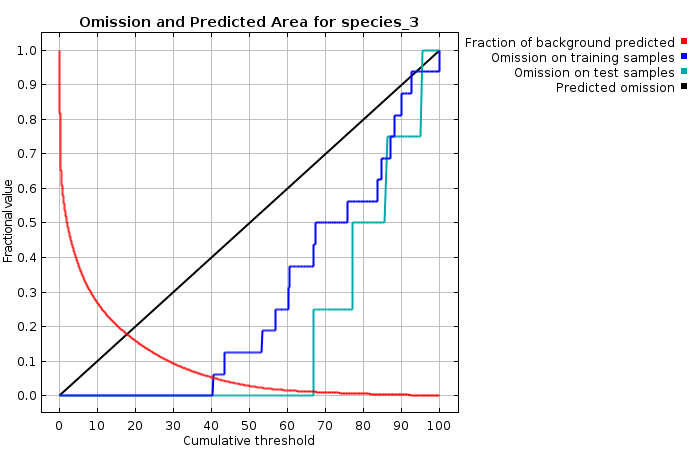 Omission and Predicted Area for species_3
Fraction of background predicted
Omission on training samples
Omission on test samples
Predicted omission
Fractional value
1.0
0.9
0.8
0.7
0.6
0.5
0.4
0.3
0.2
0.1
0.0
0 10 20 30 40 50 60 70 80 90 100
Cumulative threshold